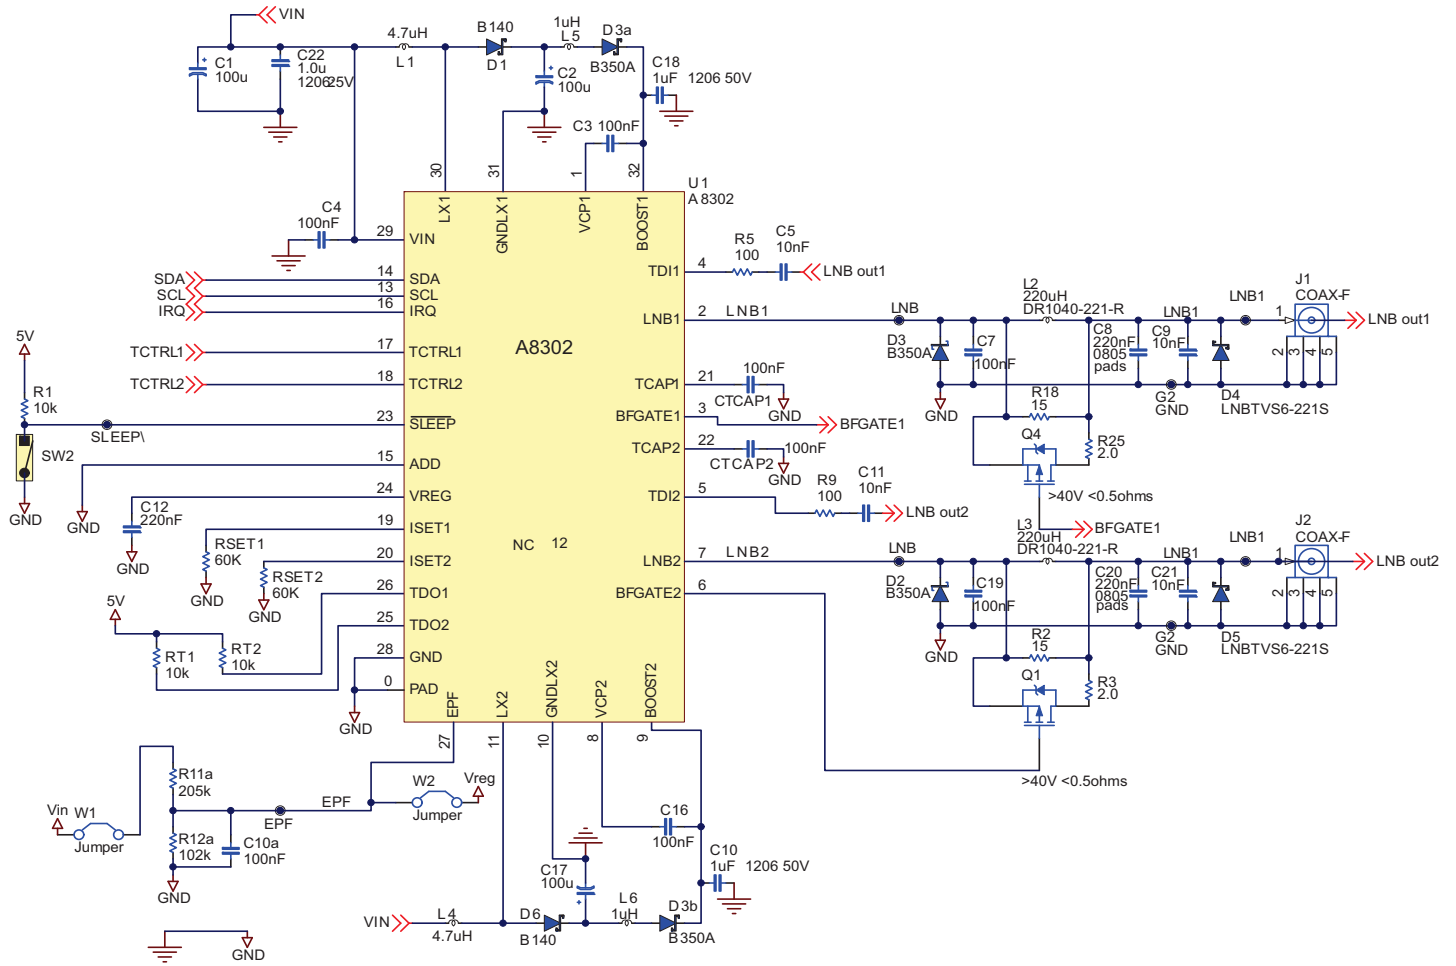 VIN
C1
100u
C22
1.0u
1206 25V
4.7uH
L1
B140
D1
1uH
L5
D3a
B350A
C2
100u
C18
1uF 1206 50V
C3 100nF
30
31
1
32
U1
A8302
LX1
GNDLX1
VCP1
BOOST1
C4
100nF
29
VIN
SDA
14
SDA
SCL
13
SCL
IRQ
16
IRQ
TCTRL1
17
TCTRL1
TCTRL2
18
TCTRL2
5V
R1
10k
SLEEP\
23
SLEEP
SW2
GND
15
ADD
GND
24
VREG
C12
220nF
GND
19
ISET1
RSET1
60K
GND
20
ISET2
RSET2
60K
GND
26
TDO1
25
TDO2
5V
RT1
10k
RT2
10k
28
GND
0
PAD
GND
A8302
NC 12
TDI1
4
R5
100
C5
10nF
LNB out1
LNB1
2
LNB1
LNB
D3
B350A
C7
100nF
GND
L2
220uH
DR1040-221-R
C8
220nF
0805
pads
C9
10nF
LNB1
G2
GND
D4
LNBTVS6-221S
LNB1
J1
COAX-F
1
2
3
4
5
LNB out1
TCAP1
21
100nF
CTCAP1
GND
BFGATE1
3
BFGATE1
TCAP2
22
100nF
CTCAP2
GND
TDI2
5
R9
100
C11
10nF
LNB out2
R18
15
Q4
R25
2.0
>40V <0.5ohms
BFGATE1
LNB2
7
LNB2
LNB
BFGATE2
6
D2
B350A
C19
100nF
GND
L3
220uH
DR1040-221-R
C20
220nF
0805
pads
C21
10nF
LNB1
G2
GND
D5
LNBTVS6-221S
LNB1
J2
COAX-F
1
2
3
4
5
LNB out2
R2
15
Q1
R3
2.0
>40V <0.5ohms
EPF
LX2
GNDLX2
VCP2
BOOST2
27
11
10
8
9
R11a
205k
Vin
W1
Jumper
R12a
102k
C10a
100nF
GND
EPF
EPF
W2
Jumper
Vreg
C16
100nF
C10
1uF 1206 50V
C17
100u
VIN
L4
4.7uH
D6
B140
L6
1uH
D3b
B350A
GND